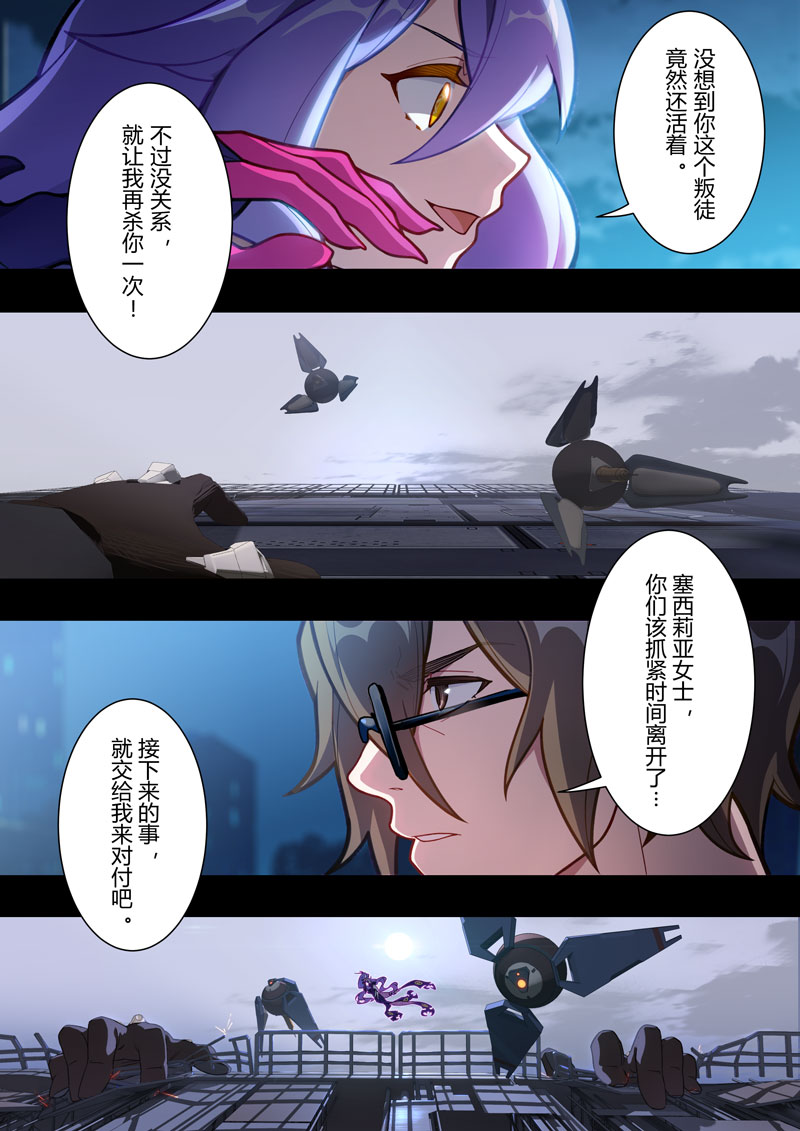 没想到你这个叛徒
竟然还活着。
不过没关系，
就让我再杀你一次！
塞西莉亚女士，
你们该抓紧时间离开了…
接下来的事，
就交给我来对付吧。